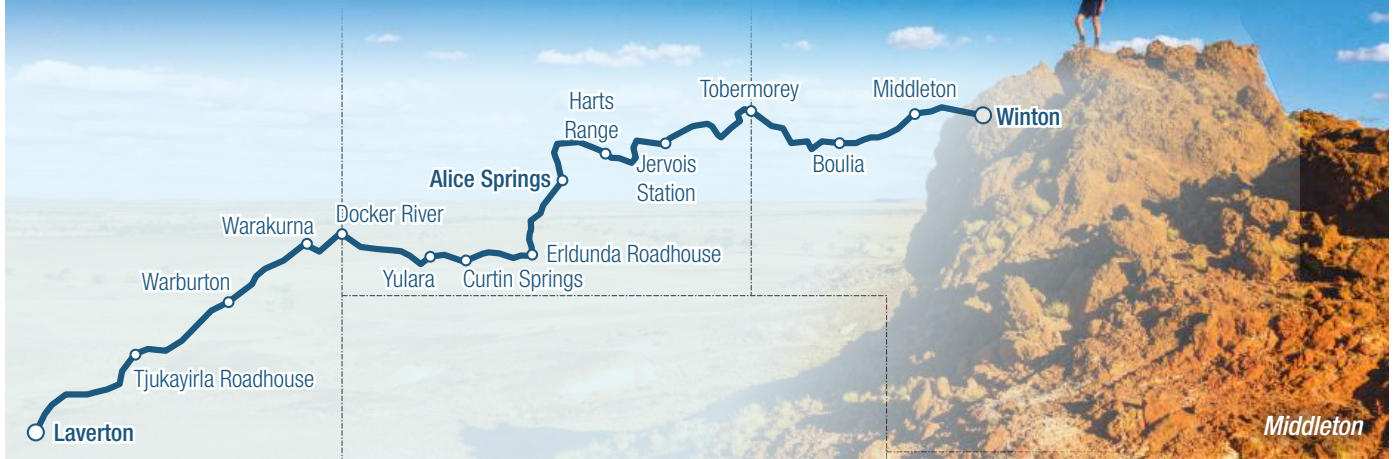 Tobermorey
Middleton
Harts
Range
Winton
Boulia
Jervois
Station
Alice Springs
Docker River
Warakurna
Erldunda Roadhouse
Yulara
Curtin Springs
Warburton
Tjukayirla Roadhouse
Laverton
Middleton